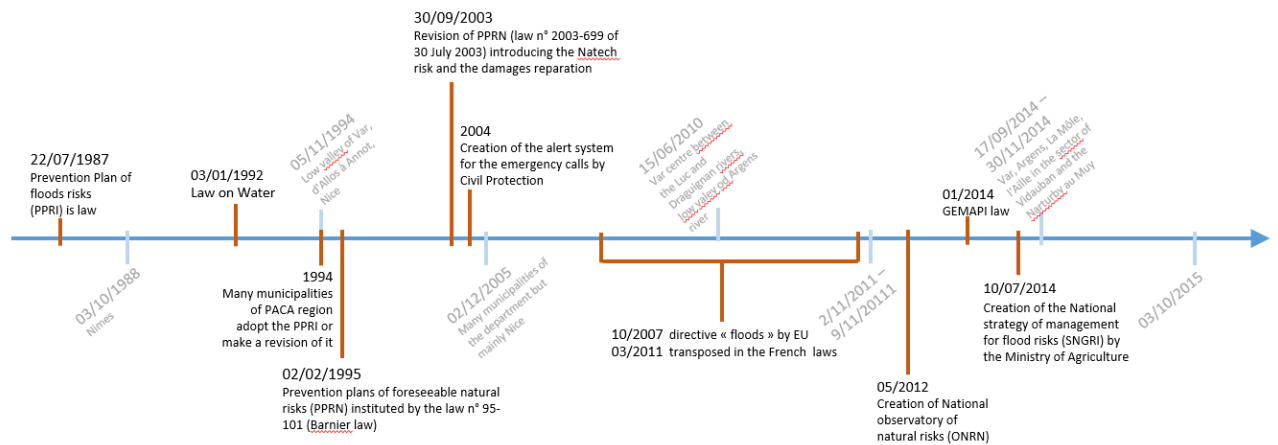 30/09/2003
Revision of PPRN (law n° 2003-699 of
30 July 2003) introducing the Natech
risk and the damages reparation
22/07/1987
Prevention Plan of
floods risks
(PPRI) is law
03/01/1992
Law on Water
05/11/1994
Low valley of Var,
d'Allos à Annot,
Nice
2004
Creation of the alert system
for the emergency calls by
Civil Protection
15/06/2010
Var centre between
the Luc and
Draguignan rivers,
low valey od Argens
river
01/2014
GEMAPI law
17/09/2014 –
30/11/2014
Var, Argens, La Môle,
l'Aille in the sector of
Vidauban and the
Narturby au Muy
03/10/1988
Nimes
1994
Many municipalities
of PACA region
adopt the PPRI or
make a revision of it
02/02/1995
Prevention plans of foreseeable natural
risks (PPRN) instituted by the law n° 95-
101 (Barnier law)
02/12/2005
Many municipalities of
the department but
mainly Nice
10/2007 directive « floods » by EU
03/2011 transposed in the French laws
2/11/2011 –
9/11/20111
05/2012
Creation of National
observatory of
natural risks (ONRN)
10/07/2014
Creation of the National
strategy of management
for flood risks (SNGRI) by
the Ministry of Agriculture
03/10/2015